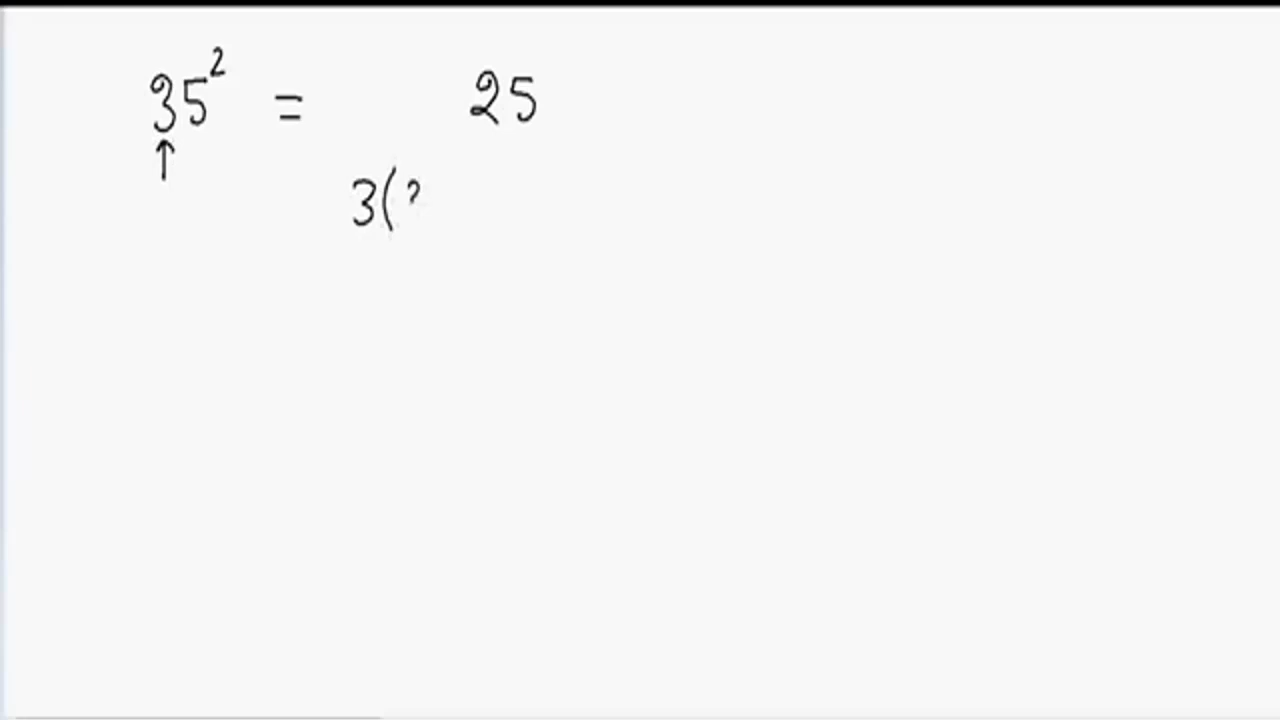 35² = 25
↑
3(